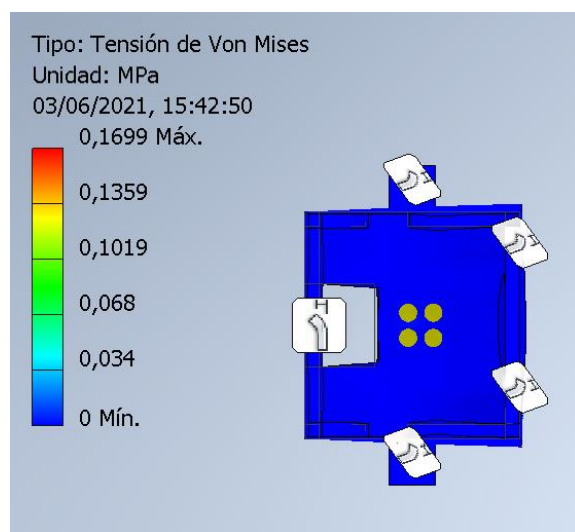 Tipo: Tensión de Von Mises
Unidad: MPa
03/06/2021, 15:42:50
0,1699 Máx.
0,1359
0,1019
0,068
0,034
0 Mín.